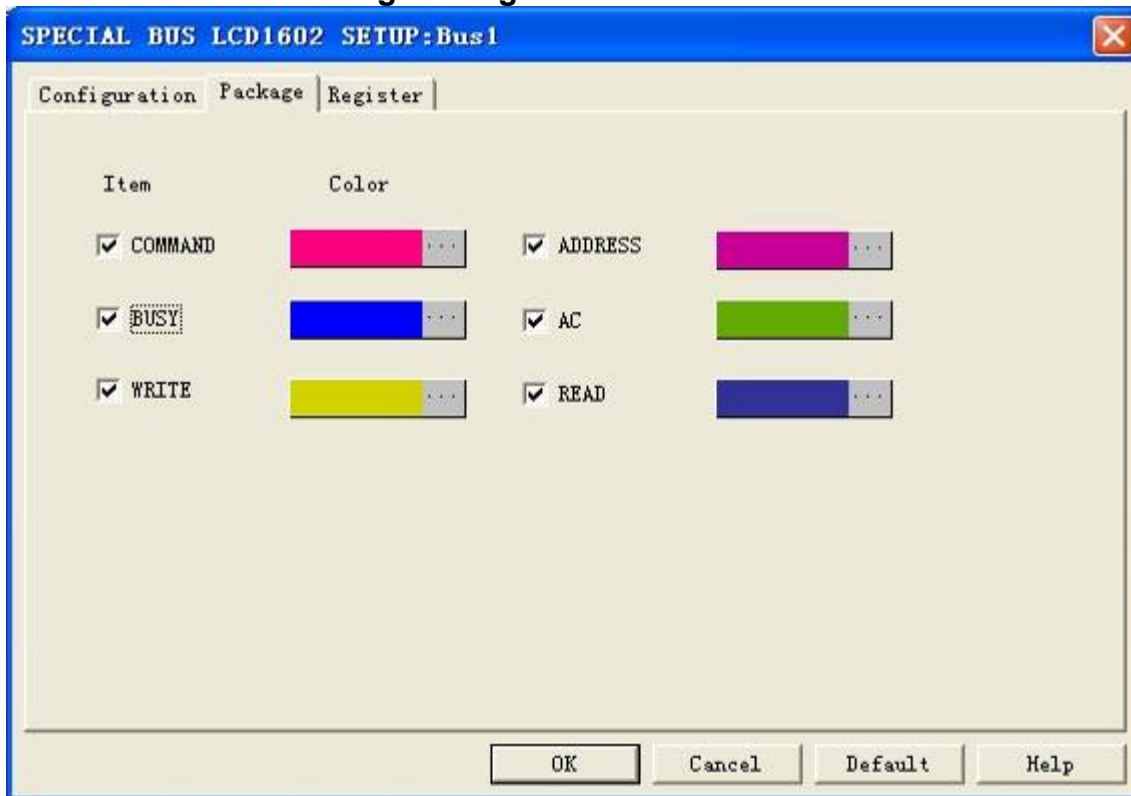 SPECIAL BUS LCD1602 SETUP:Bus1
Configuration Package Register
Item Color
COMMAND ... ADDRESS ...
BUSY ... AC ...
WRITE ... READ ...
OK Cancel Default Help